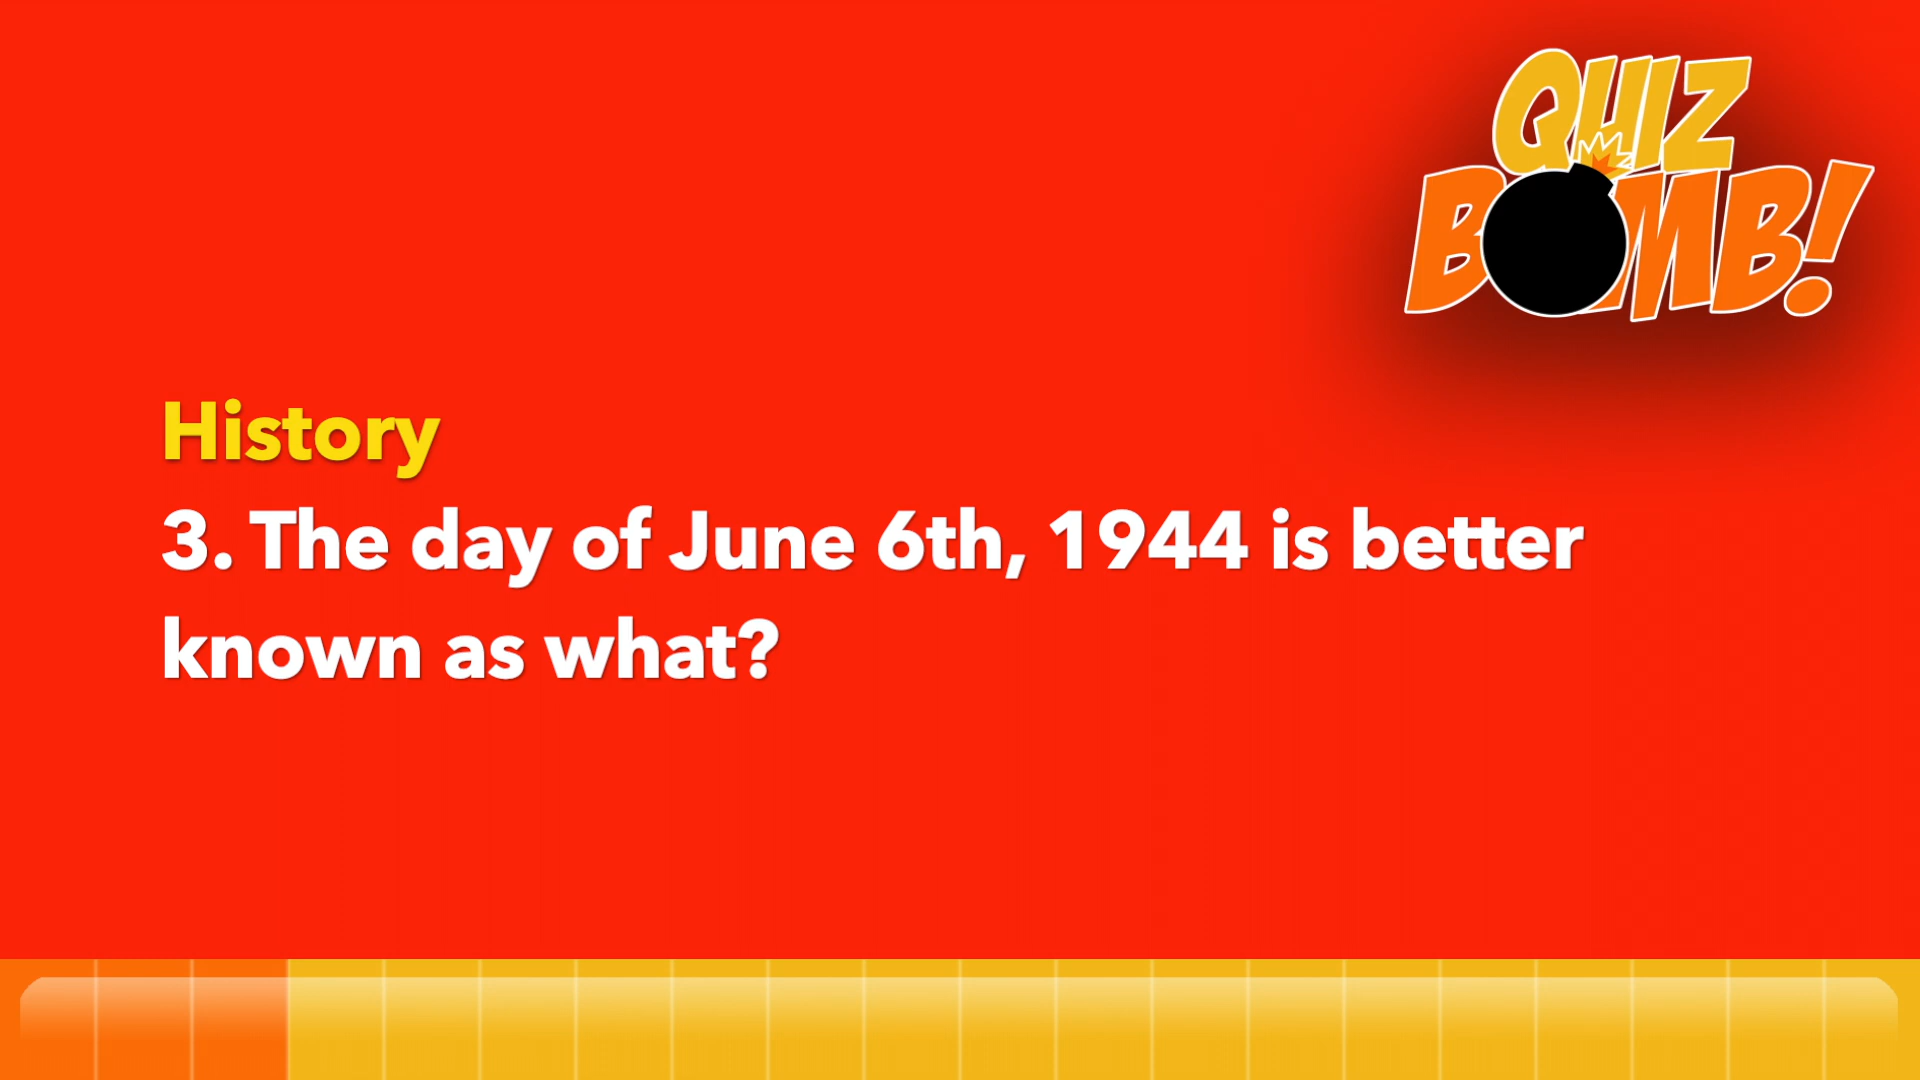 QUIZ
BOMB!
History
3. The day of June 6th, 1944 is better
known as what?